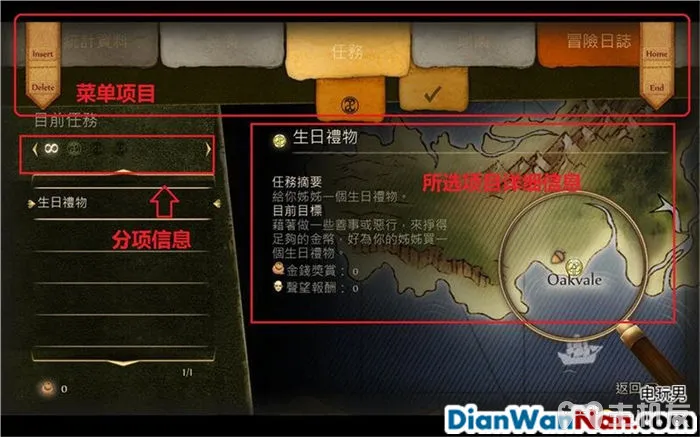 Insert
Delete
統計資料
任務
冒險日誌
Home
End
菜单项目
目前任務
生日禮物
分项信息
1/1
0
生日禮物
任務摘要
給你姊姊一個生日禮物。
目前目標
藉著做一些善事或惡行，來掙得
足夠的金幣，好為你的姊姊買一
個生日禮物
金錢獎賞： 0
聲望報酬： 0
所选项目详细信息
Oakvale
返回
电玩男
DianWanNan.com